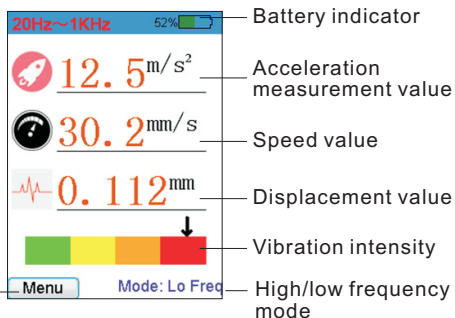 20Hz~1KHz 52% Battery indicator
12.5m/s² Acceleration
measurement value
30.2mm/s Speed value
0.112mm Displacement value
Vibration intensity
Menu Mode: Lo Freq High/low frequency
mode